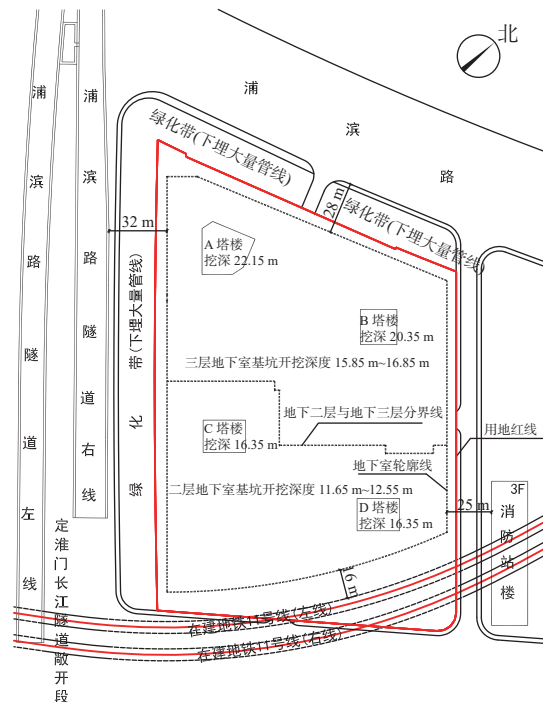 北
浦滨路
浦滨路隧道左线
浦滨路隧道右线
绿化带(下埋大量管线)
绿化带(下埋大量管线)
28 m
32 m
绿化带(下埋大量管线)
A 塔楼
挖深 22.15 m
B 塔楼
挖深 20.35 m
三层地下室基坑开挖深度 15.85 m~16.85 m
地下二层与地下三层分界线
C 塔楼
挖深 16.35 m
用地红线
地下室轮廓线
二层地下室基坑开挖深度 11.65 m~12.55 m
D 塔楼
挖深 16.35 m
25 m
3F
消防站楼
6 m
定淮门长江隧道敞开段
在建地铁11号线(左线)
在建地铁11号线(右线)